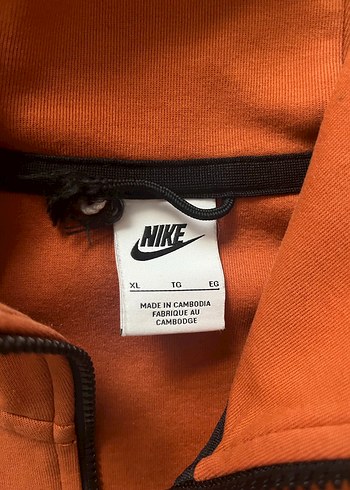 NIKE
XL TG EG
MADE IN CAMBODIA
FABRIQUE AU
CAMBODGE